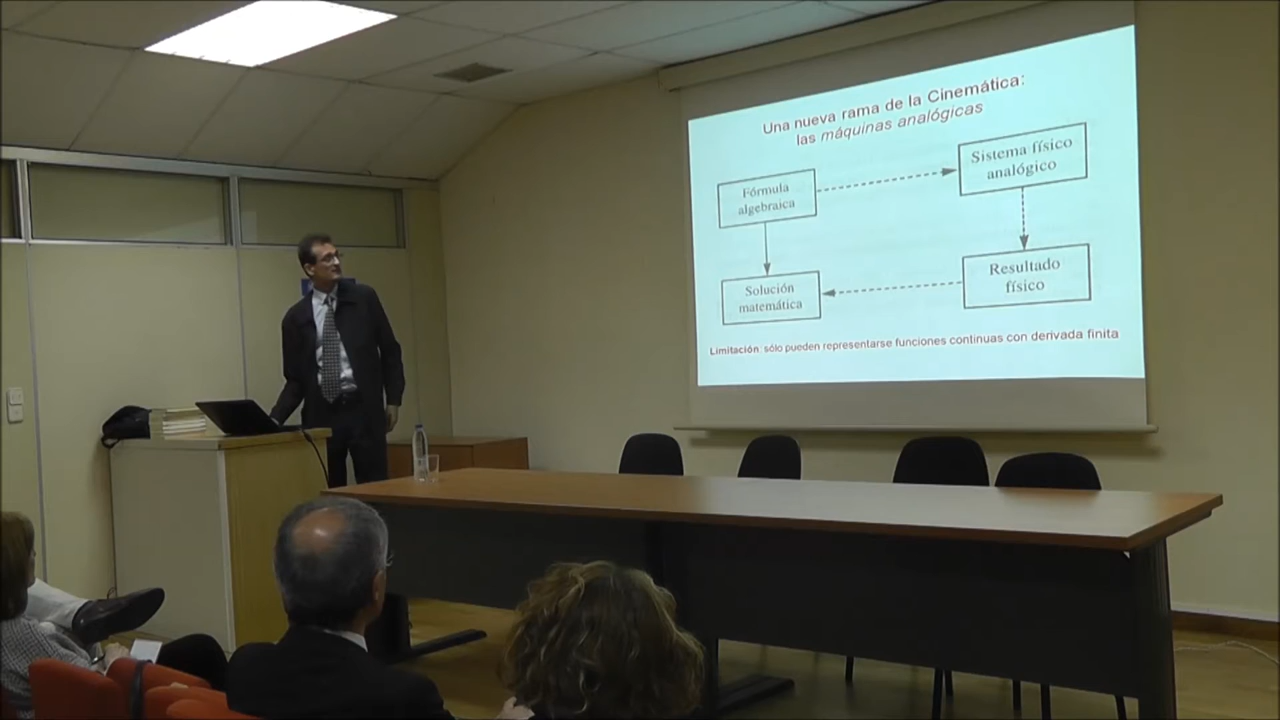 Una nueva rama de la Cinemática:
las máquinas analógicas
Fórmula
algebraica
Sistema físico
analógico
Solución
matemática
Resultado
físico
Limitación: sólo pueden representarse funciones continuas con derivada finita